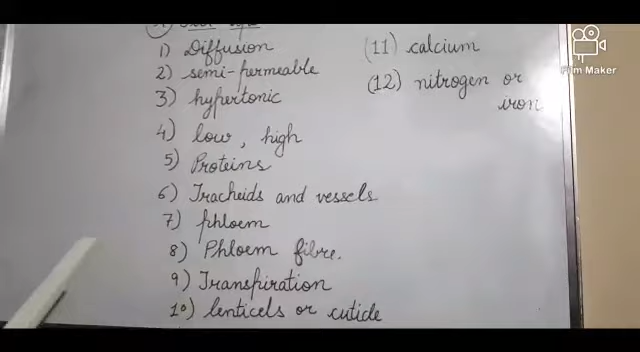 1) Diffusion
2) semi-permeable
3) hypertonic
4) low, high
5) Proteins
6) Tracheids and vessels
7) phloem
8) Phloem fibre.
9) Transpiration
10) lenticels or cuticle
(11) calcium
(12) nitrogen or
iron
Film Maker